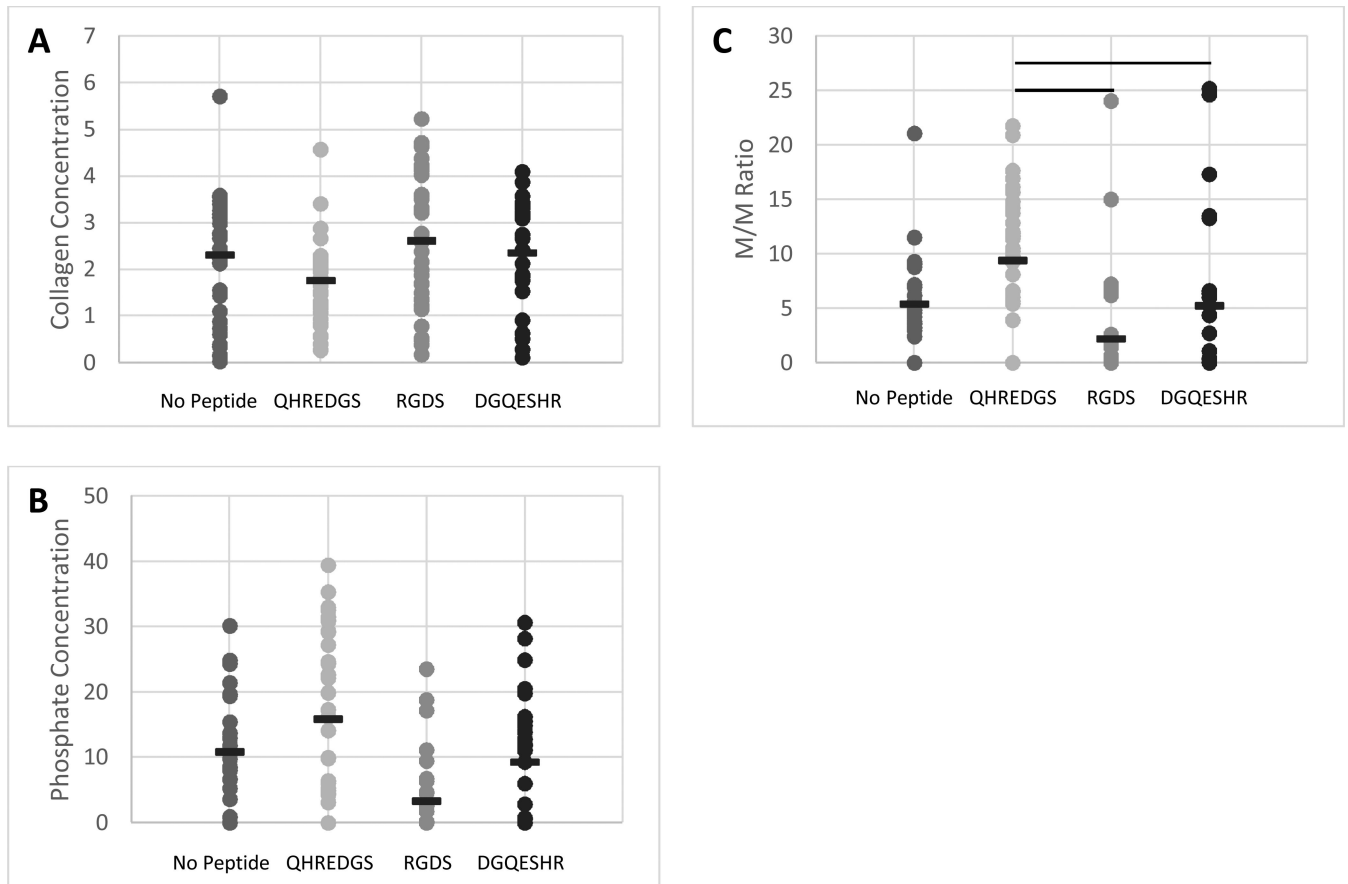 A
Collagen Concentration
7
6
5
4
3
2
1
0
No Peptide QHREDGS RGDS DGQESHR
C
M/M Ratio
30
25
20
15
10
5
0
No Peptide QHREDGS RGDS DGQESHR
B
Phosphate Concentration
50
40
30
20
10
0
No Peptide QHREDGS RGDS DGQESHR